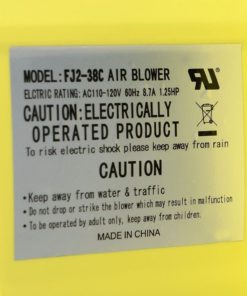 MODEL: FJ2-38C AIR BLOWER
ELCTRIC RATING: AC110-120V 60Hz 8.7A 1.25HP
CAUTION: ELECTRICALLY
OPERATED PRODUCT
To risk electric shock please keep away from rain
CAUTION
• Keep away from water & traffic
• Do not drop or strike the blower which may result in malfunction
• To be operated by adult only, keep away from children.
MADE IN CHINA